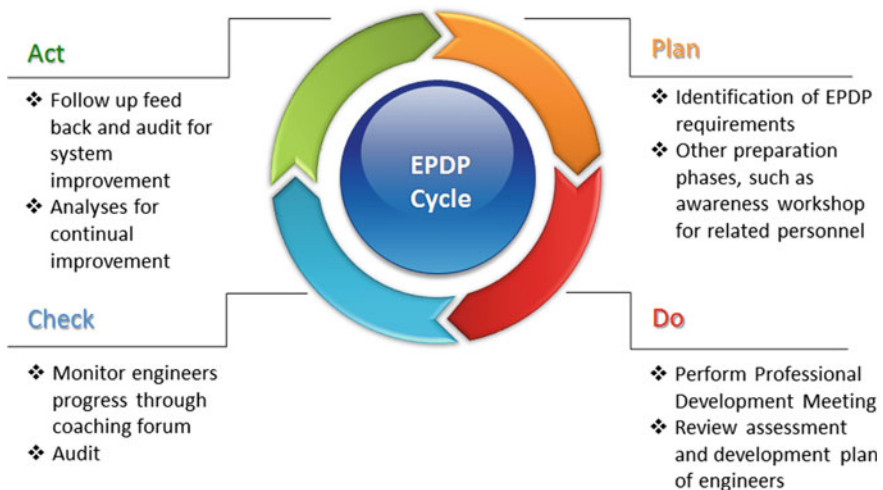 Act
❖ Follow up feed
back and audit for
system
improvement
❖ Analyses for
continual
improvement
EPDP
Cycle
Plan
❖ Identification of EPDP
requirements
❖ Other preparation
phases, such as
awareness workshop
for related personnel
Check
❖ Monitor engineers
progress through
coaching forum
❖ Audit
Do
❖ Perform Professional
Development Meeting
❖ Review assessment
and development plan
of engineers